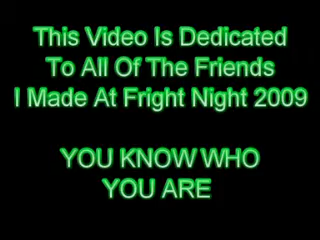 This Video Is Dedicated
To All Of The Friends
I Made At Fright Night 2009
YOU KNOW WHO
YOU ARE